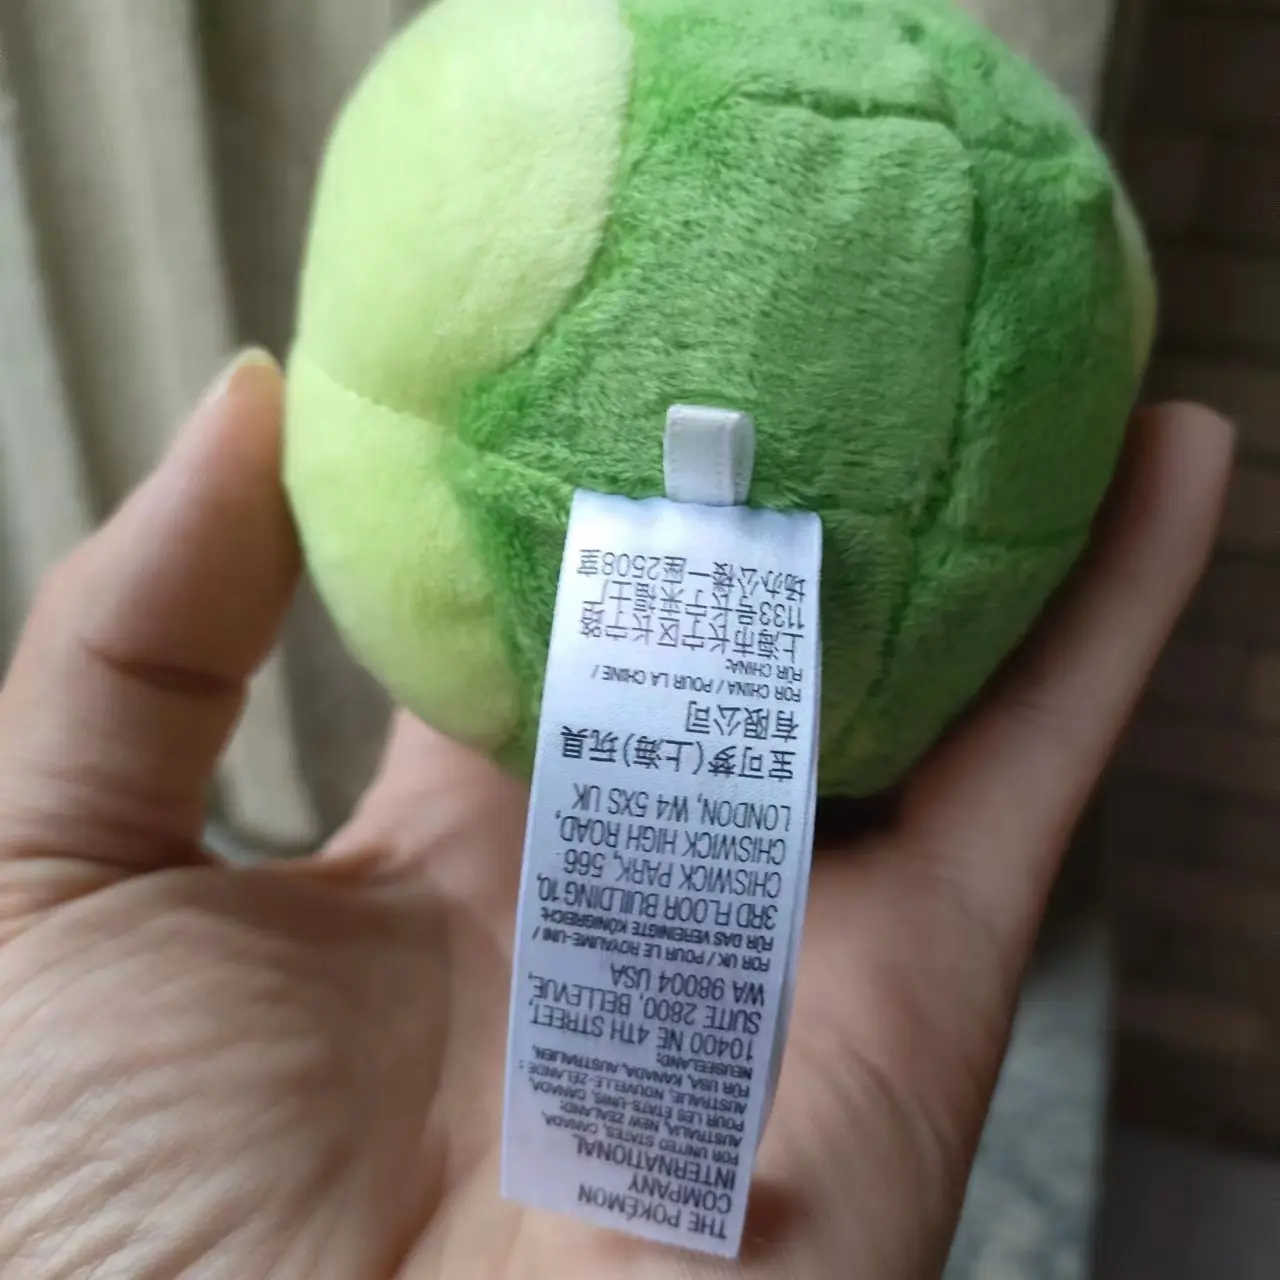 THE POKÉMON
COMPANY
INTERNATIONAL
FOR UNITED STATES, CANADA,
AUSTRALIA, NEW ZEALAND:
POUR LES ÉTATS-UNIS, CANADA,
AUSTRALIE, NOUVELLE-ZÉLANDE :
FÜR USA, KANADA, AUSTRALIEN,
NEUSEELAND:
10400 NE 4TH STREET,
SUITE 2800, BELLEVUE,
WA 98004 USA
FOR UK / POUR LE ROYAUME-UNI /
FÜR DAS VEREINIGTE KÖNIGREICH:
3RD FLOOR BUILDING 10,
CHISWICK PARK, 566
CHISWICK HIGH ROAD,
LONDON, W4 5XS UK
宝可梦(上海)玩具
有限公司
FOR CHINA / POUR LA CHINE /
FÜR CHINA:
上海市长宁区长宁路
1133号长宁来福士广
场办公楼一座2508室